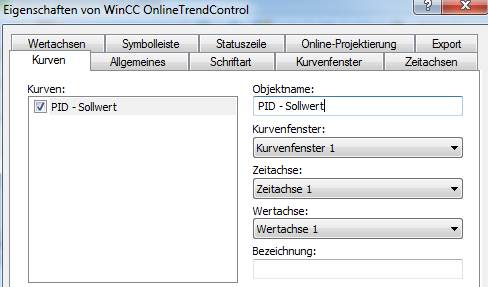 Eigenschaften von WinCC OnlineTrendControl
Wertachsen Symbolleiste Statuszeile Online-Projektierung Export
Kurven Allgemeines Schriftart Kurvenfenster Zeitachsen
Kurven:
PID - Sollwert
Objektname:
PID - Sollwert
Kurvenfenster:
Kurvenfenster 1
Zeitachse:
Zeitachse 1
Wertachse:
Wertachse 1
Bezeichnung: